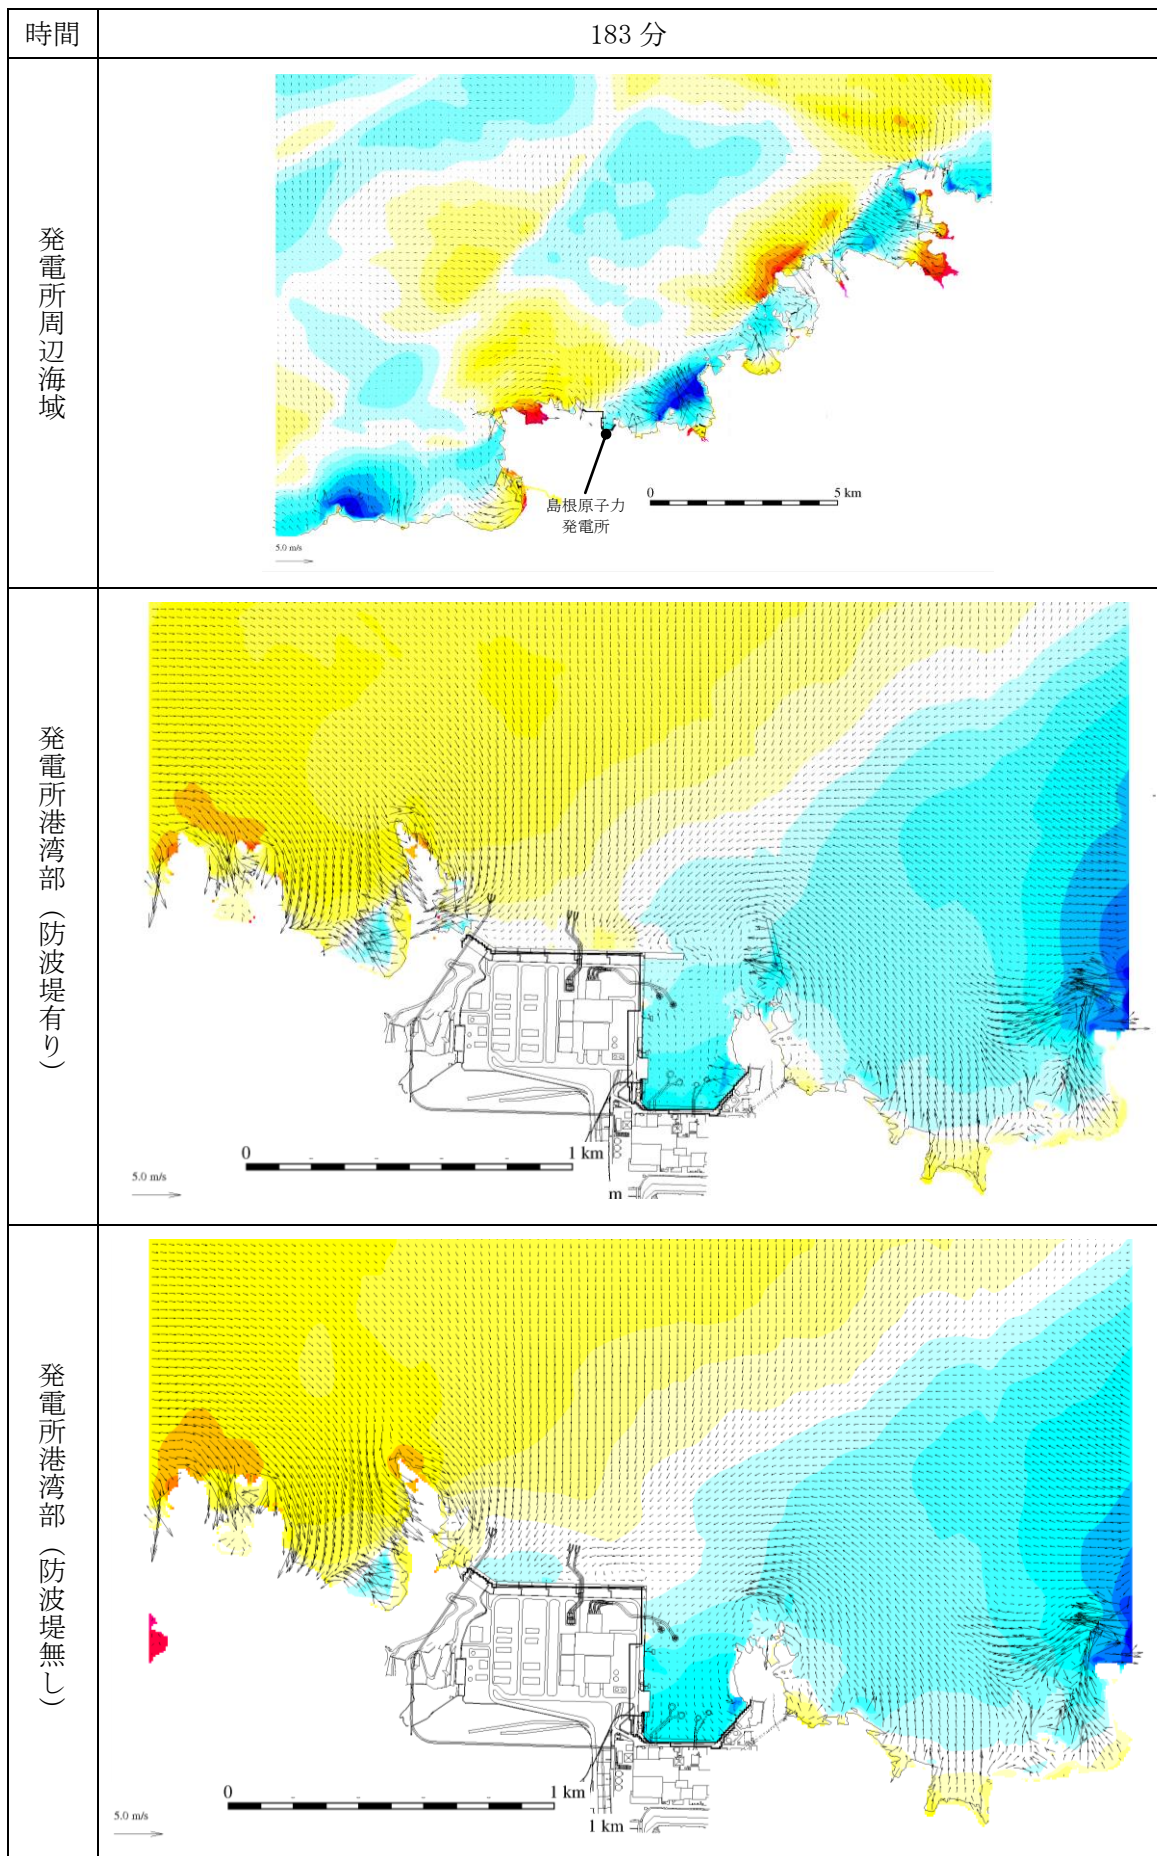 時間
183 分
発電所周辺海域
島根原子力
発電所
0 5 km
5.0 m/s
発電所港湾部（防波堤有り）
0 1 km
5.0 m/s
m
発電所港湾部（防波堤無し）
0 1 km
5.0 m/s
1 km